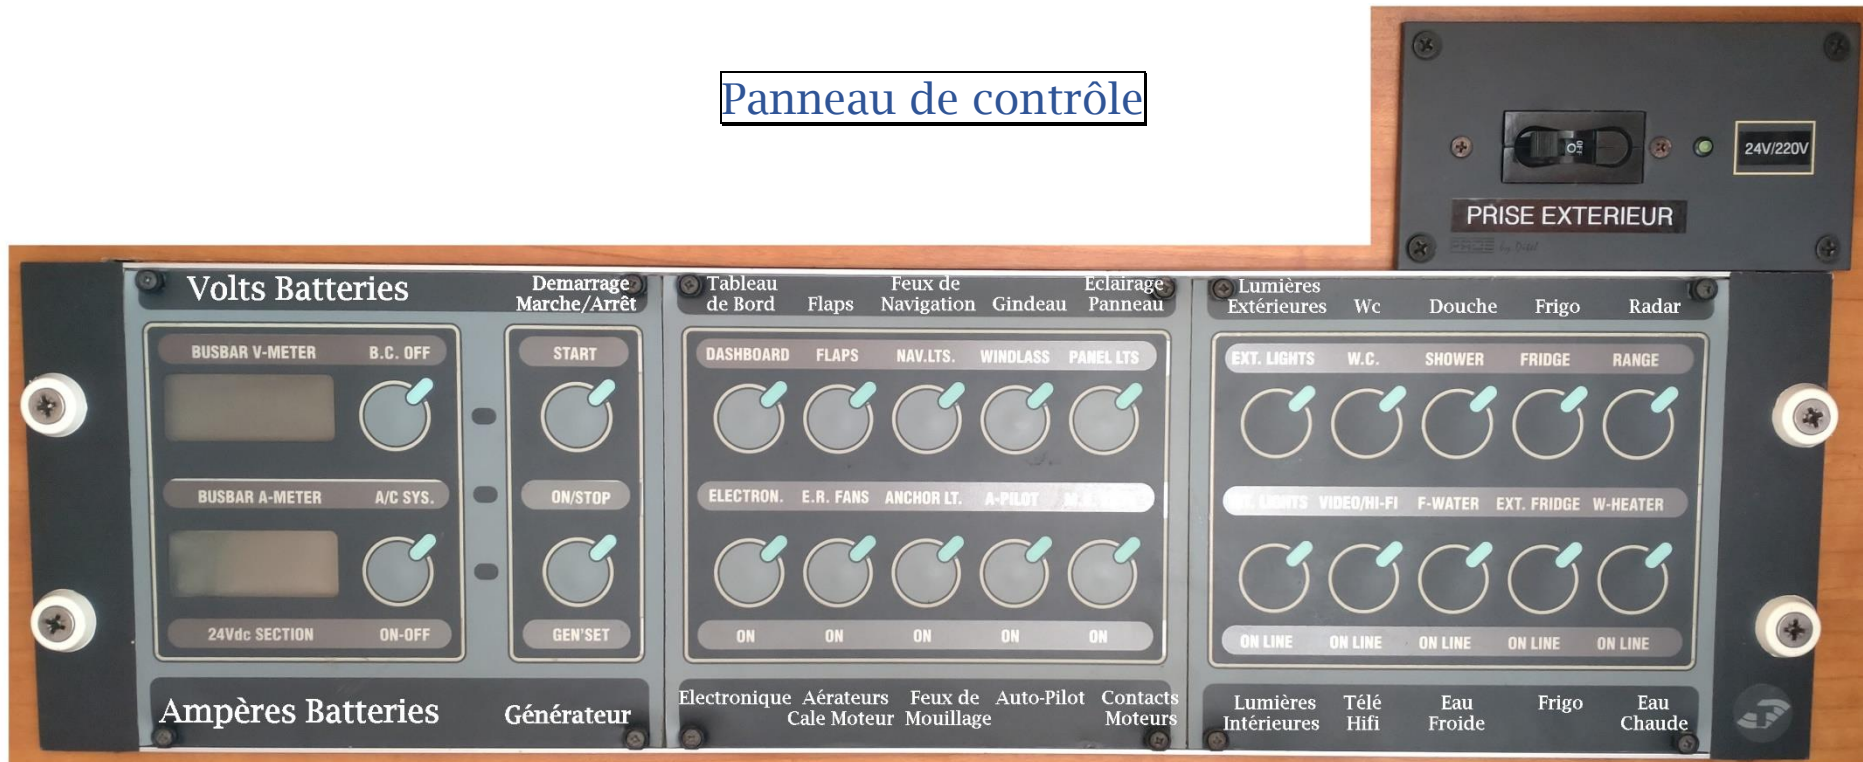 Panneau de contrôle
OFF
24V/220V
PRISE EXTERIEUR
Volts Batteries
Demarrage
Marche/Arrêt
Tableau
de Bord
Flaps
Feux de
Navigation
Gindeau
Eclairage
Panneau
Lumières
Extérieures
Wc
Douche
Frigo
Radar
BUSBAR V-METER B.C. OFF
START
DASHBOARD FLAPS NAV.LTS. WINDLASS PANEL LTS
EXT. LIGHTS W.C. SHOWER FRIDGE RANGE
BUSBAR A-METER A/C SYS.
ON/STOP
ELECTRON. E.R. FANS ANCHOR LT. A-PILOT
LIGHTS VIDEO/HI-FI F-WATER EXT. FRIDGE W-HEATER
24Vdc SECTION ON-OFF
GEN'SET
ON ON ON ON ON
ON LINE ON LINE ON LINE ON LINE ON LINE
Ampères Batteries
Générateur
Electronique
Aérateurs
Cale Moteur
Feux de
Mouillage
Auto-Pilot
Contacts
Moteurs
Lumières
Intérieures
Télé
Hifi
Eau
Froide
Frigo
Eau
Chaude